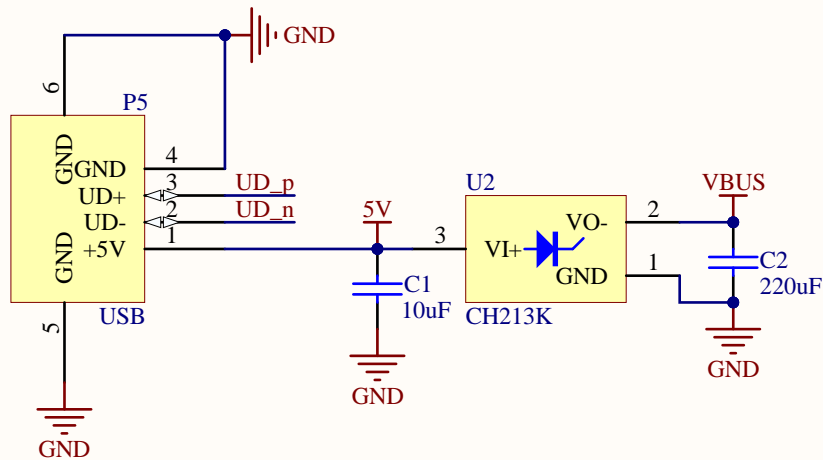 GND
6
P5
GND
GND
4
UD+
3
UD_p
UD-
2
UD_n
+5V
1
GND
5
USB
GND
5V
C1
10uF
GND
U2
3
VI+
VO-
2
GND
1
CH213K
VBUS
C2
220uF
GND